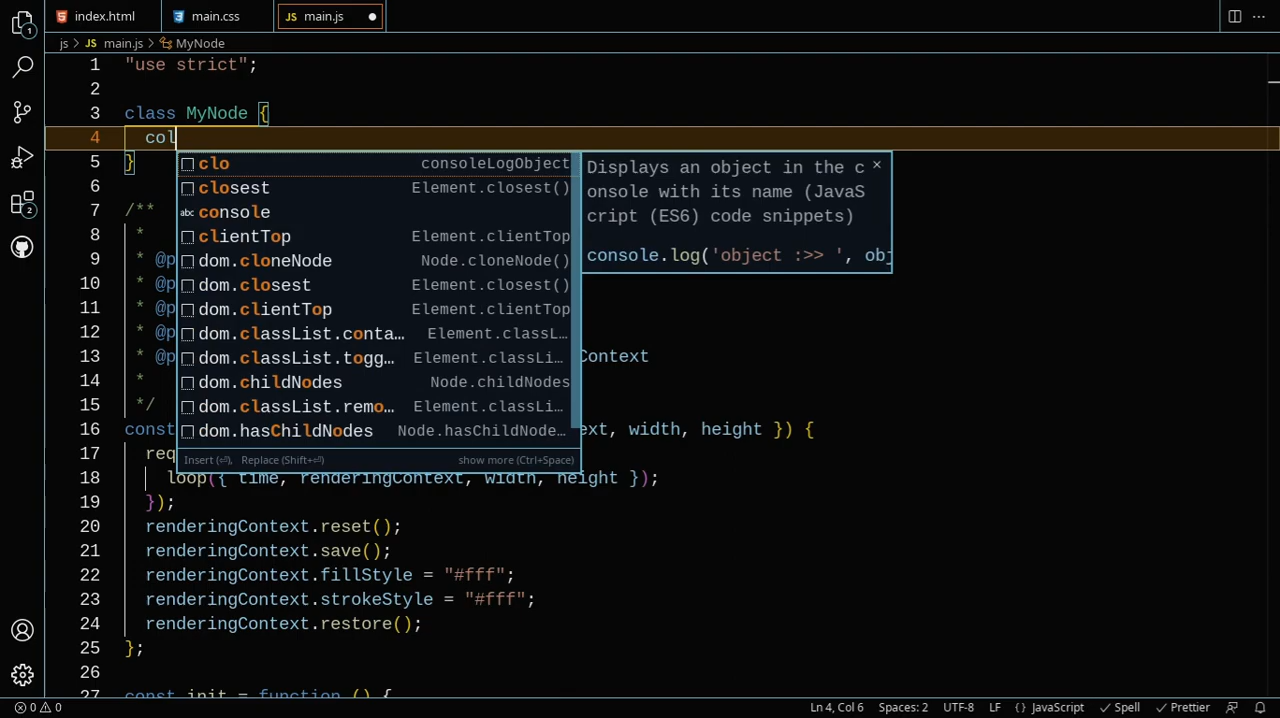 index.html
main.css
JS main.js
js > JS main.js > MyNode
1 "use strict";
2
3 class MyNode {
4 col
5 }
6
7 /**
8 *
9 * @p
10 * @p
11 * @p
12 * @p
13 * @p Context
14 *
15 */
16 const ext, width, height }) {
17 req
18 loop({ time, renderingContext, width, height });
19 });
20 renderingContext.reset();
21 renderingContext.save();
22 renderingContext.fillStyle = "#fff";
23 renderingContext.strokeStyle = "#fff";
24 renderingContext.restore();
25 };
26
27 const init = function () {
clo consoleLogObject
closest Element.closest()
abc console
clientTop Element.clientTop
dom.cloneNode Node.cloneNode()
dom.closest Element.closest()
dom.clientTop Element.clientTop
dom.classList.conta… Element.classL…
dom.classList.togg… Element.classLi…
dom.childNodes Node.childNodes
dom.classList.remo… Element.classLi…
dom.hasChildNodes Node.hasChildNode…
Insert (⏎), Replace (Shift+⏎) show more (Ctrl+Space)
Displays an object in the c
onsole with its name (JavaS
cript (ES6) code snippets)
console.log('object :>> ', obj
1
2
0 0
Ln 4, Col 6 Spaces: 2 UTF-8 LF {} JavaScript Spell Prettier